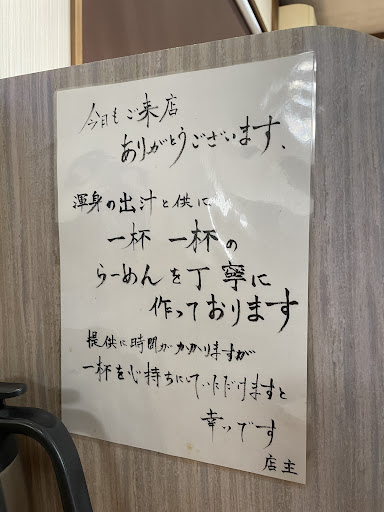 今日もご来店
ありがとうございます、
渾身の出汁と供に
一杯 一杯の
らーめんを丁寧に
作っております
提供に時間がかかりますが
一杯を心持ちにしていただけますと
幸いです
店主